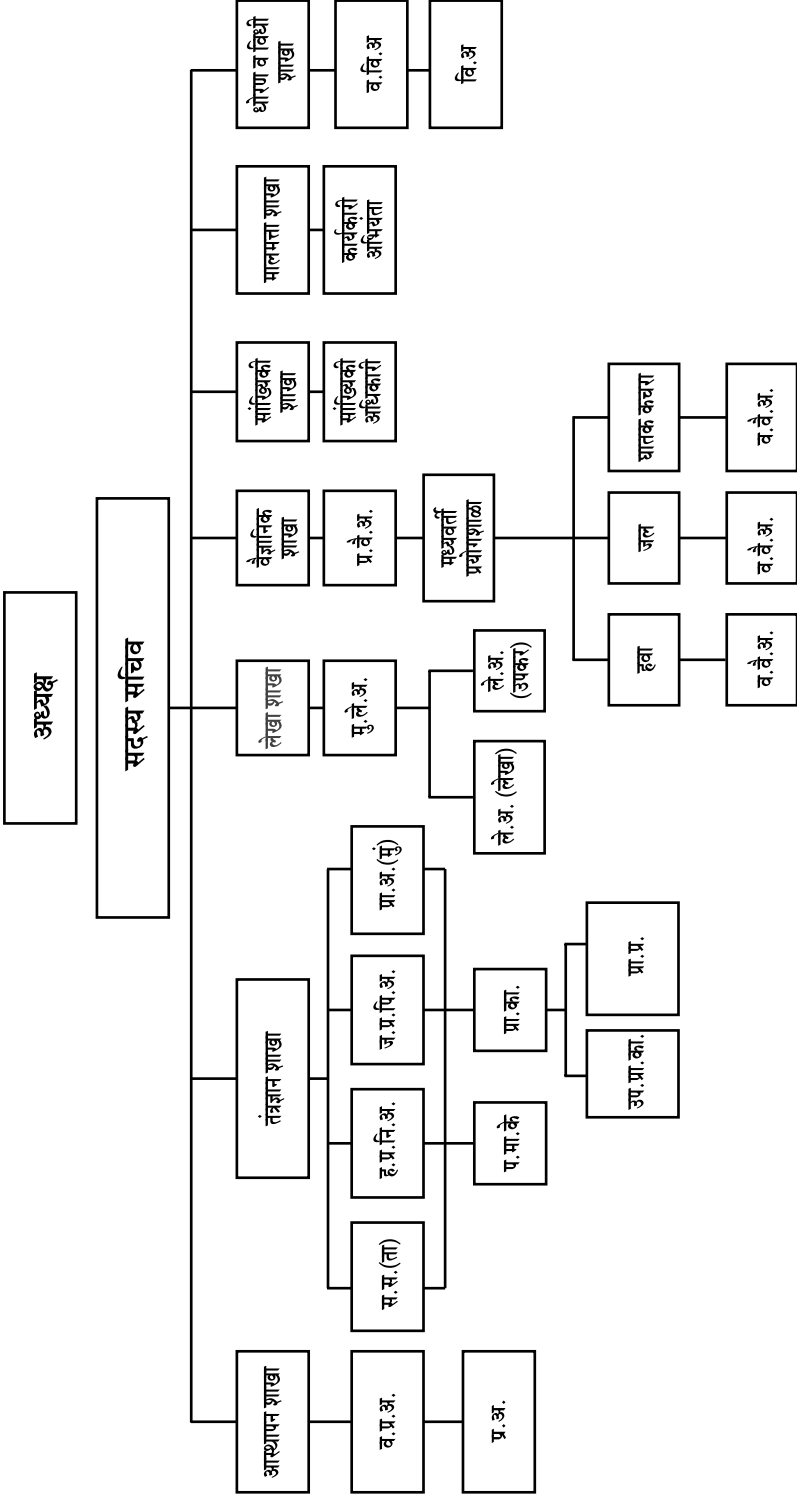 अध्यक्ष
सदस्य सचिव
आस्थापन शाखा
तंत्रज्ञान शाखा
लेखा शाखा
वैज्ञानिक
शाखा
सांख्यिकी
शाखा
मालमत्ता शाखा
धोरण व विधी
शाखा
व.प्र.अ.
स.स.(ता)
ह.प्र.नि.अ.
ज.प्र.पि.अ.
प्रा.अ.(मुं)
मु.ले.अ.
प्र.वै.अ.
सांख्यिकी
अधिकारी
कार्यकारी
अभियंता
व.वि.अ
प्र.अ.
प.मा.के
प्रा.का.
ले.अ. (लेखा)
ले.अ.
(उपकर)
मध्यवर्ती
प्रयोगशाळा
वि.अ
उप.प्रा.का.
प्रा.प्र.
हवा
जल
घातक कचरा
व.वै.अ.
व.वै.अ.
व.वै.अ.